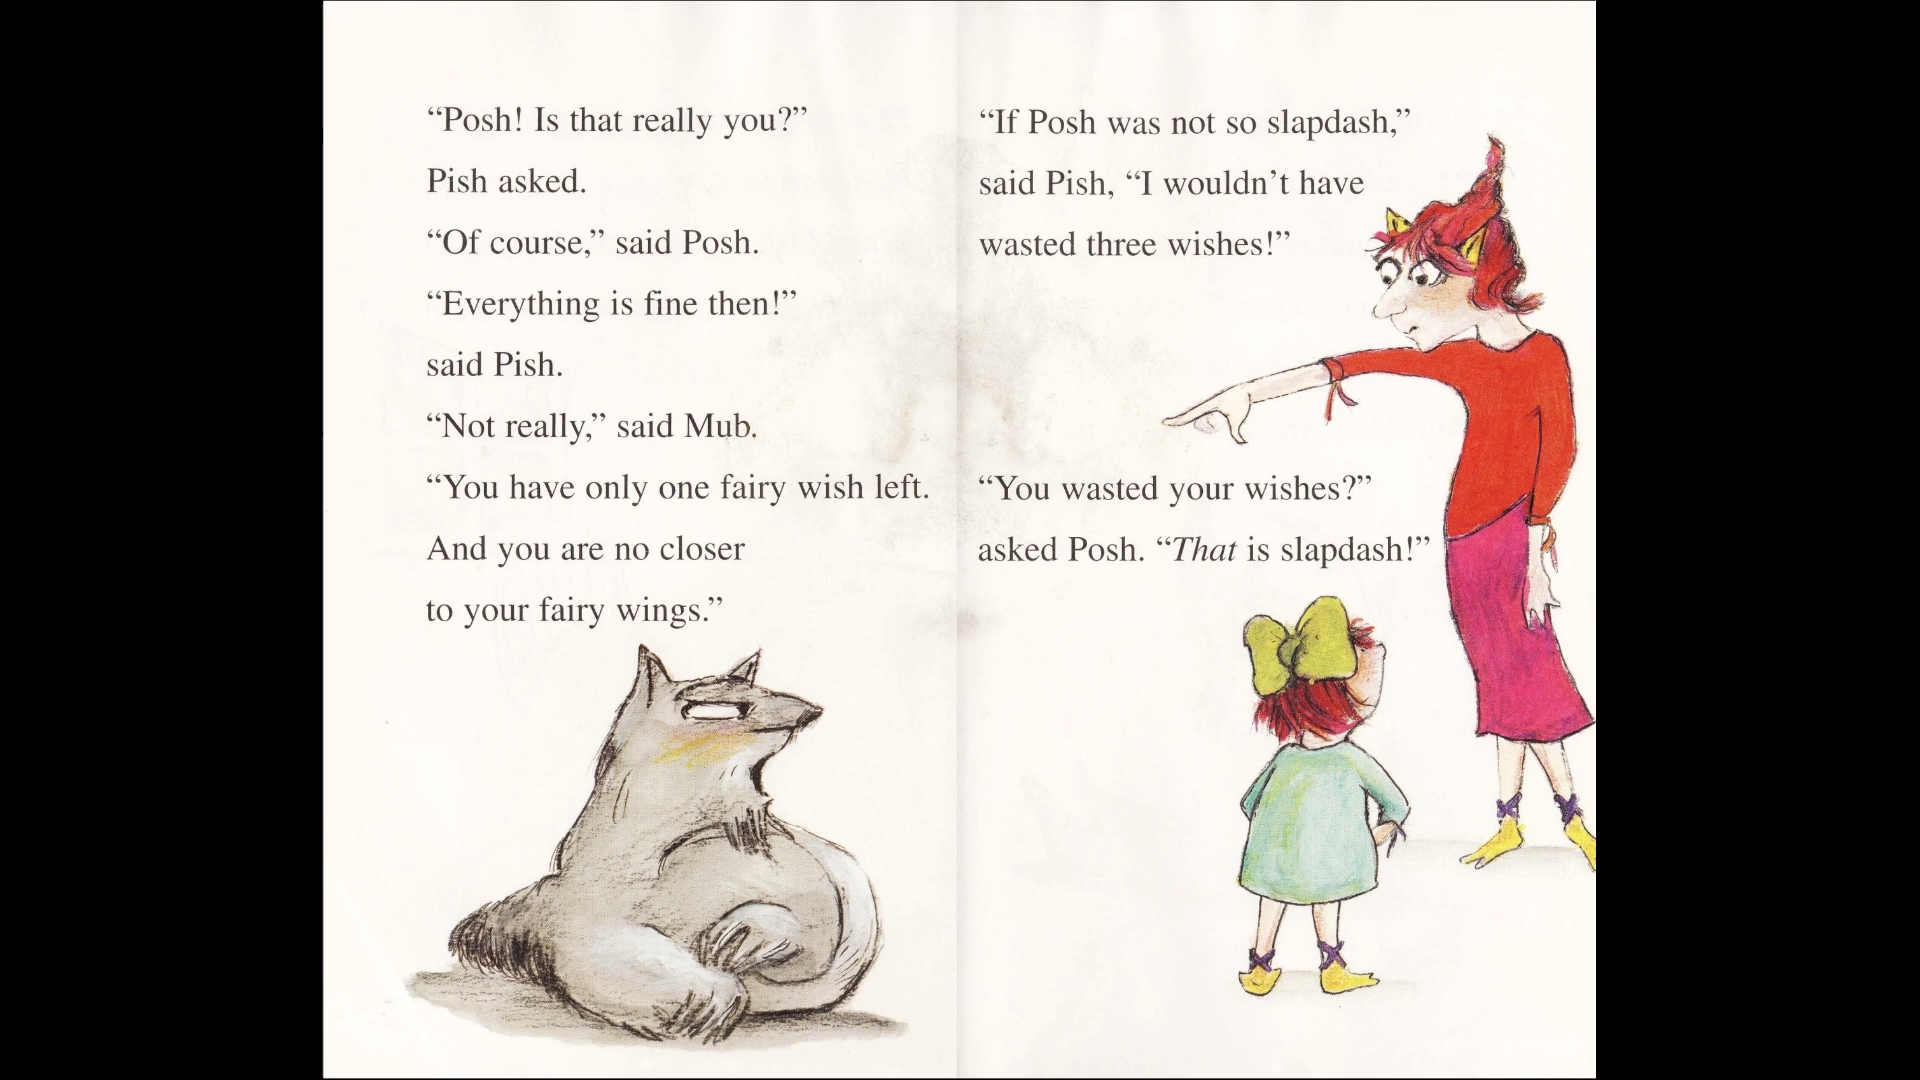 “Posh! Is that really you?”
Pish asked.
“Of course,” said Posh.
“Everything is fine then!”
said Pish.
“Not really,” said Mub.
“You have only one fairy wish left.
And you are no closer
to your fairy wings.”
“If Posh was not so slapdash,”
said Pish, “I wouldn’t have
wasted three wishes!”
“You wasted your wishes?”
asked Posh. “That is slapdash!”